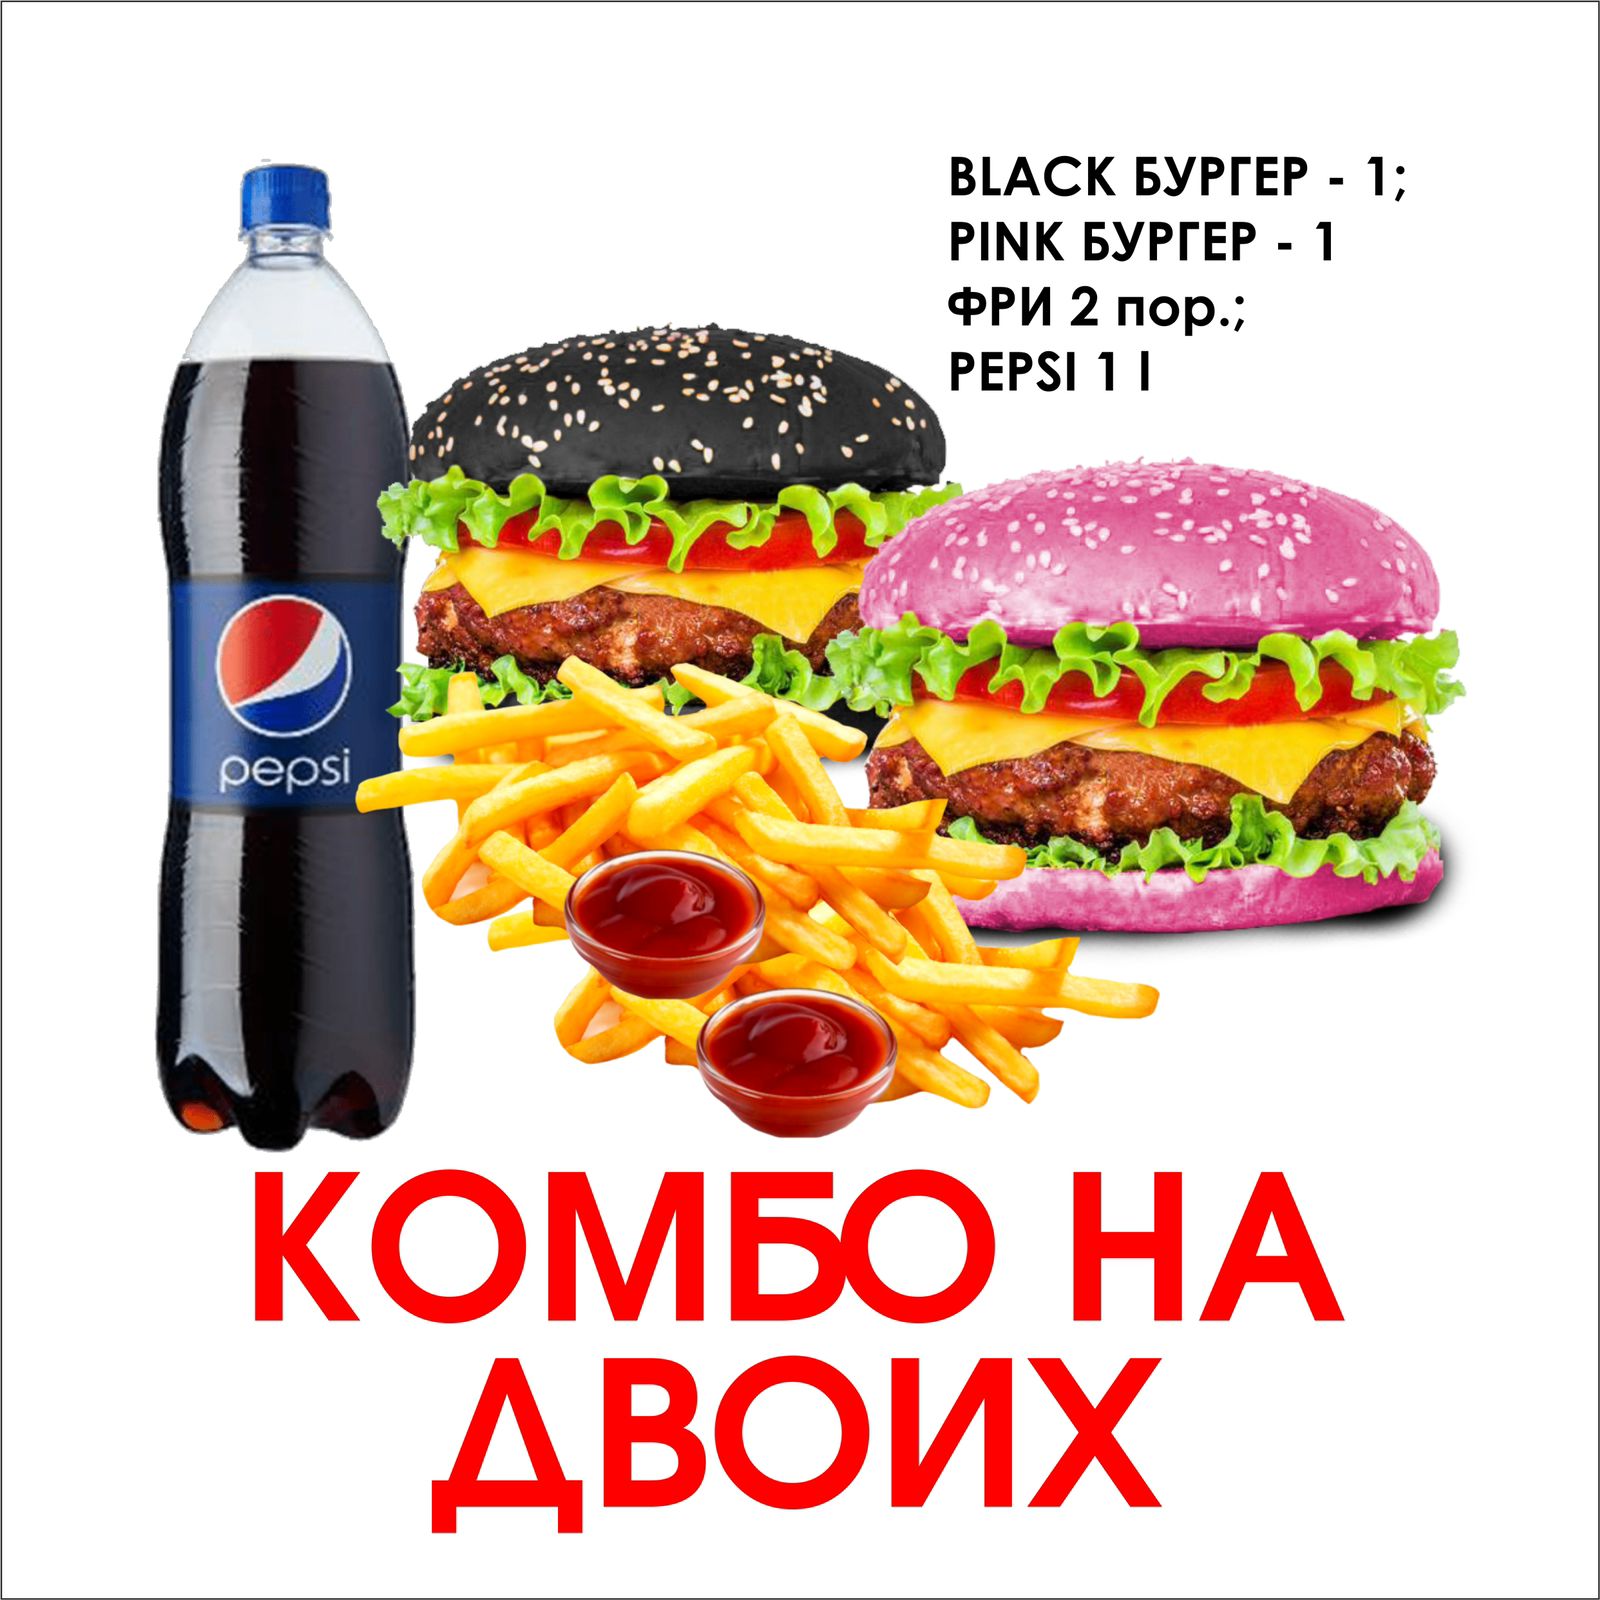 BLACK БУРГЕР - 1;
PINK БУРГЕР - 1
ФРИ 2 пор.;
PEPSI 1 l
pepsi
КОМБО НА
ДВОИХ